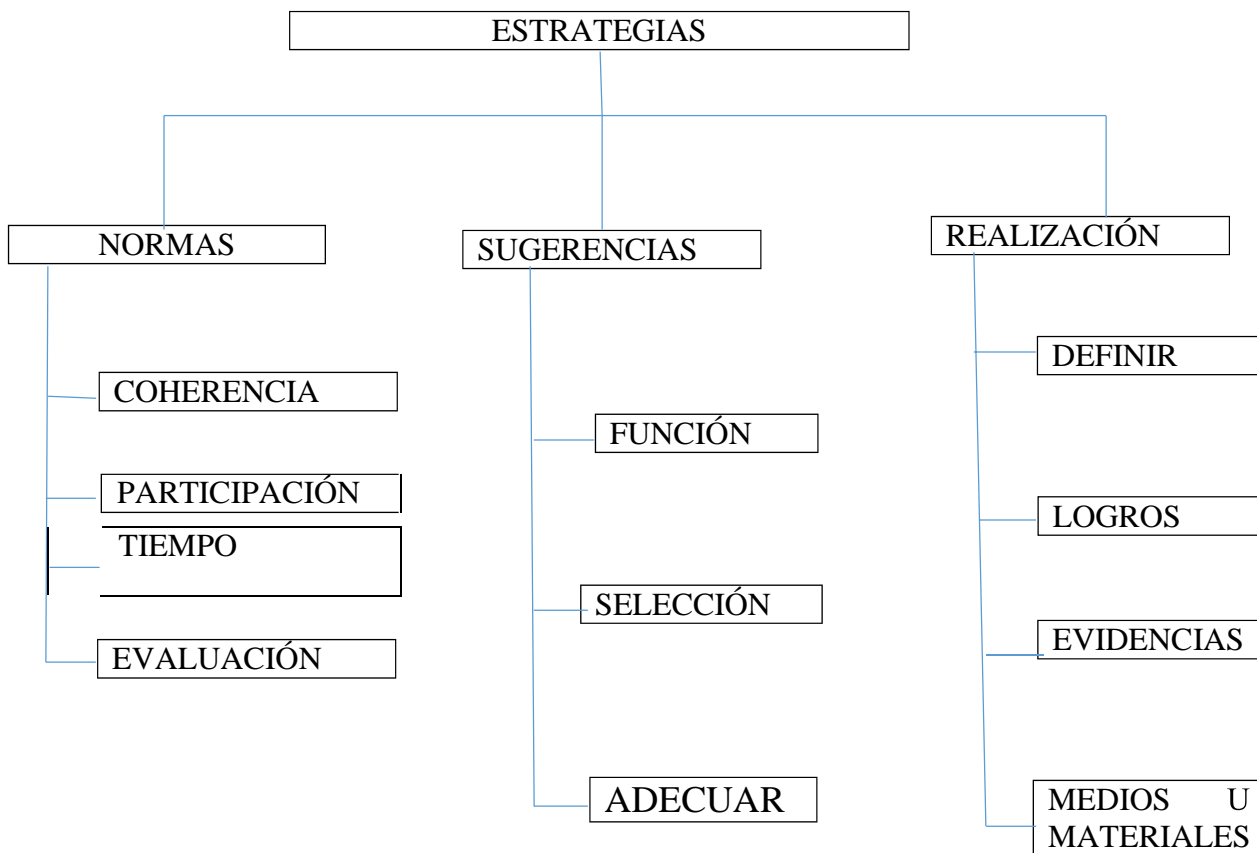 ESTRATEGIAS
NORMAS
SUGERENCIAS
REALIZACIÓN
COHERENCIA
PARTICIPACIÓN
TIEMPO
EVALUACIÓN
FUNCIÓN
SELECCIÓN
ADECUAR
DEFINIR
LOGROS
EVIDENCIAS
MEDIOS U
MATERIALES